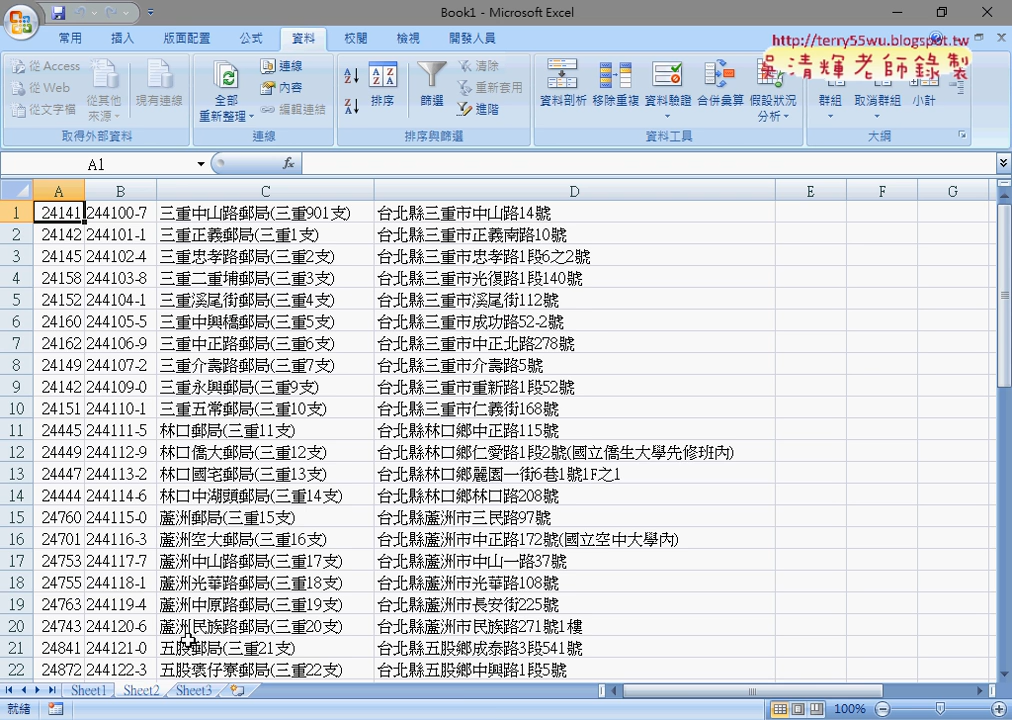 Book1 - Microsoft Excel
常用 插入 版面配置 公式 資料 校閱 檢視 開發人員
http://terry55wu.blogspot.tw
吳清輝老師錄製
從 Access
從 Web
從文字檔
從其他來源
現有連線
取得外部資料
全部重新整理
連線
內容
編輯連結
連線
排序
篩選
清除
重新套用
進階
排序與篩選
資料剖析 移除重複 資料驗證 合併彙算 假設狀況分析
資料工具
群組 取消群組 小計
大綱
A1 fx
A B C D E F G
1 24141 244100-7 三重中山路郵局(三重901支) 台北縣三重市中山路14號
2 24142 244101-1 三重正義郵局(三重1支) 台北縣三重市正義南路10號
3 24145 244102-4 三重忠孝路郵局(三重2支) 台北縣三重市忠孝路1段6之2號
4 24158 244103-8 三重二重埔郵局(三重3支) 台北縣三重市光復路1段140號
5 24152 244104-1 三重溪尾街郵局(三重4支) 台北縣三重市溪尾街112號
6 24160 244105-5 三重中興橋郵局(三重5支) 台北縣三重市成功路52-2號
7 24162 244106-9 三重中正路郵局(三重6支) 台北縣三重市中正北路278號
8 24149 244107-2 三重介壽路郵局(三重7支) 台北縣三重市介壽路5號
9 24142 244109-0 三重永興郵局(三重9支) 台北縣三重市重新路1段52號
10 24151 244110-1 三重五常郵局(三重10支) 台北縣三重市仁義街168號
11 24445 244111-5 林口郵局(三重11支) 台北縣林口鄉中正路115號
12 24449 244112-9 林口僑大郵局(三重12支) 台北縣林口鄉仁愛路1段2號(國立僑生大學先修班內)
13 24447 244113-2 林口國宅郵局(三重13支) 台北縣林口鄉麗園一街6巷1號1F之1
14 24444 244114-6 林口中湖頭郵局(三重14支) 台北縣林口鄉林口路208號
15 24760 244115-0 蘆洲郵局(三重15支) 台北縣蘆洲市三民路97號
16 24701 244116-3 蘆洲空大郵局(三重16支) 台北縣蘆洲市中正路172號(國立空中大學內)
17 24753 244117-7 蘆洲中山路郵局(三重17支) 台北縣蘆洲市中山一路37號
18 24755 244118-1 蘆洲光華路郵局(三重18支) 台北縣蘆洲市光華路108號
19 24763 244119-4 蘆洲中原路郵局(三重19支) 台北縣蘆洲市長安街225號
20 24743 244120-6 蘆洲民族路郵局(三重20支) 台北縣蘆洲市民族路271號1樓
21 24841 244121-0 五股郵局(三重21支) 台北縣五股鄉成泰路3段541號
22 24872 244122-3 五股褒仔寮郵局(三重22支) 台北縣五股鄉中興路1段5號
Sheet1 Sheet2 Sheet3
就緒 100%